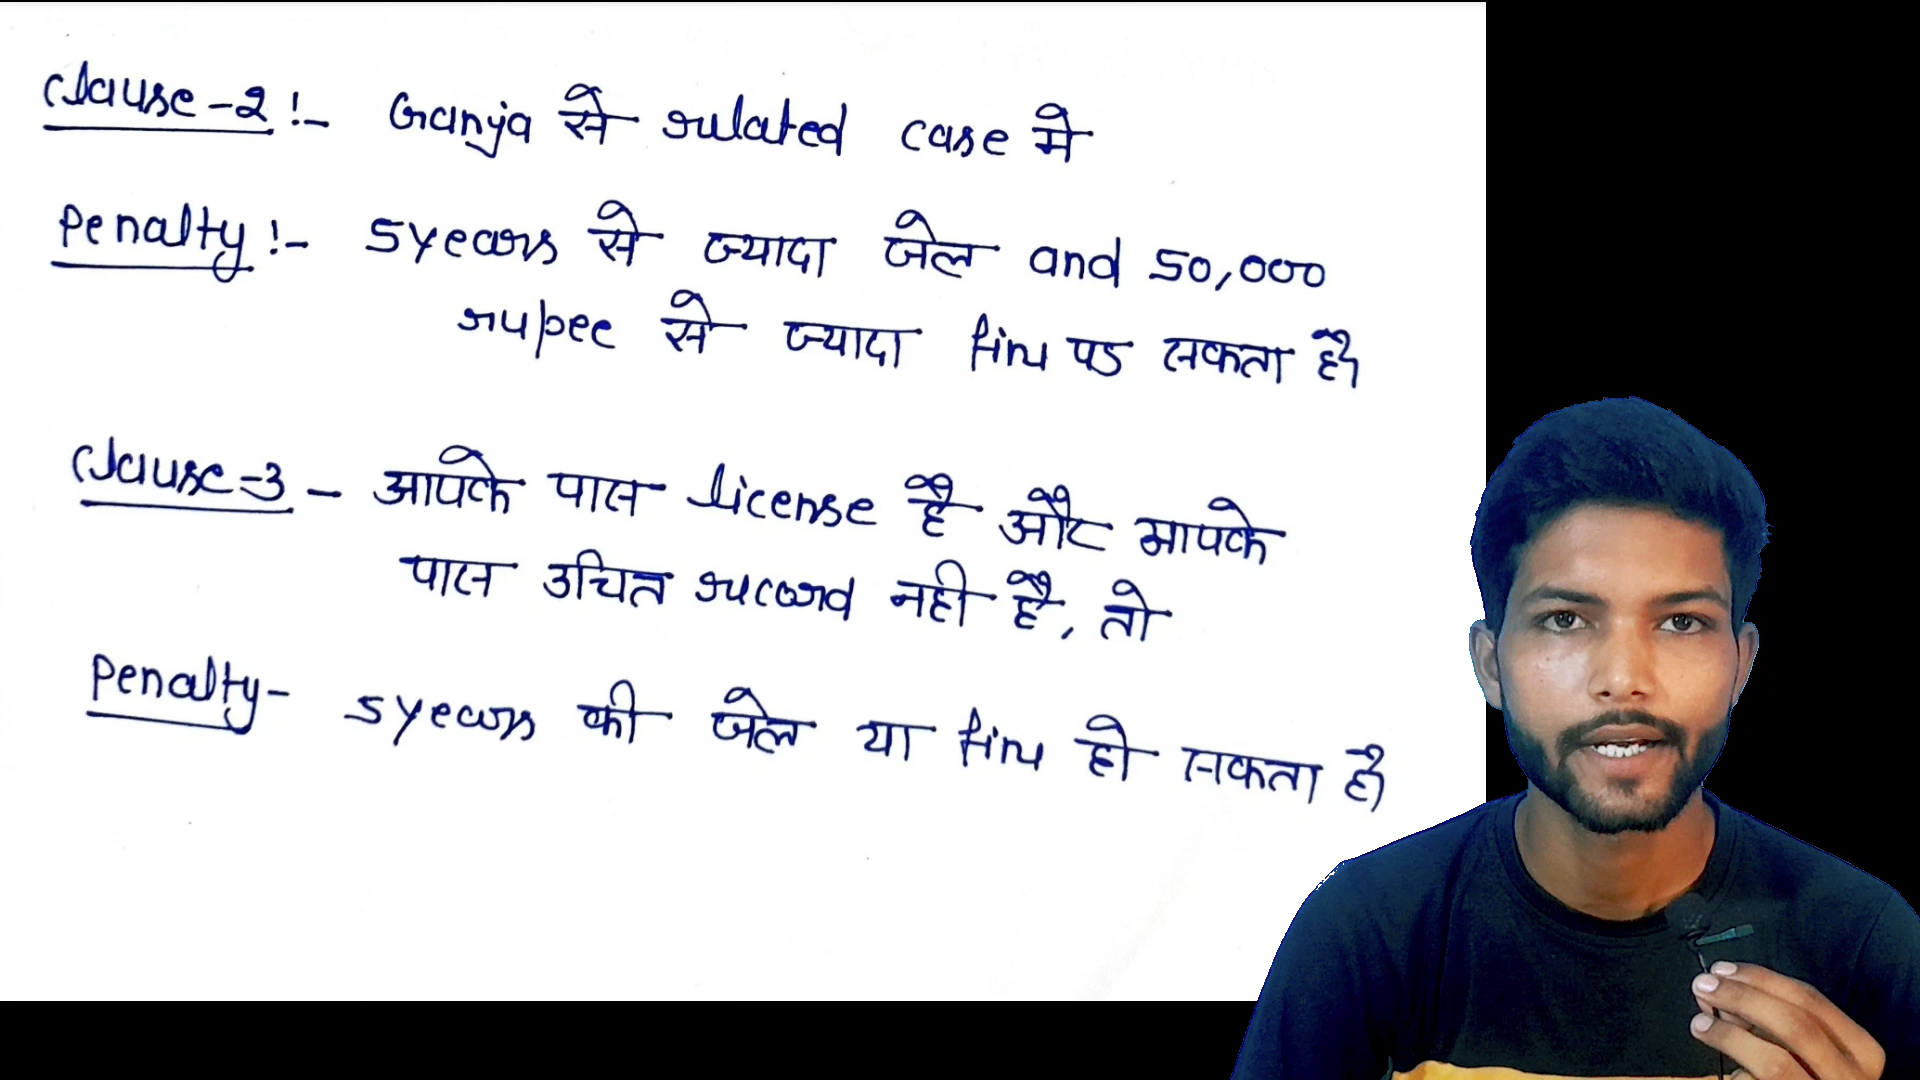 Clause-2 :- Ganja से related case मे
Penalty :- 5years से ज्यादा जेल and 50,000
rupee से ज्यादा fine पड सकता है
Clause-3 - आपके पास license है और आपके
पास उचित record नही है, तो
Penalty - 5years की जेल या fine हो सकता है